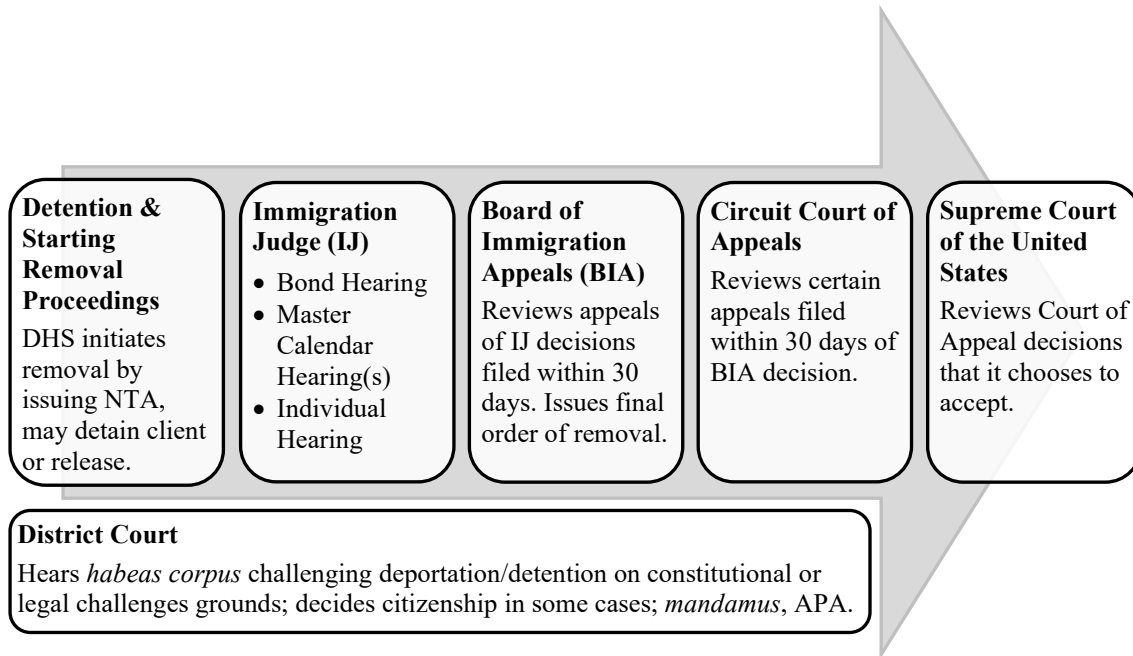 Detention &
Starting
Removal
Proceedings
DHS initiates
removal by
issuing NTA,
may detain client
or release.
Immigration
Judge (IJ)
• Bond Hearing
• Master
Calendar
Hearing(s)
• Individual
Hearing
Board of
Immigration
Appeals (BIA)
Reviews appeals
of IJ decisions
filed within 30
days. Issues final
order of removal.
Circuit Court of
Appeals
Reviews certain
appeals filed
within 30 days of
BIA decision.
Supreme Court
of the United
States
Reviews Court of
Appeal decisions
that it chooses to
accept.
District Court
Hears habeas corpus challenging deportation/detention on constitutional or
legal challenges grounds; decides citizenship in some cases; mandamus, APA.